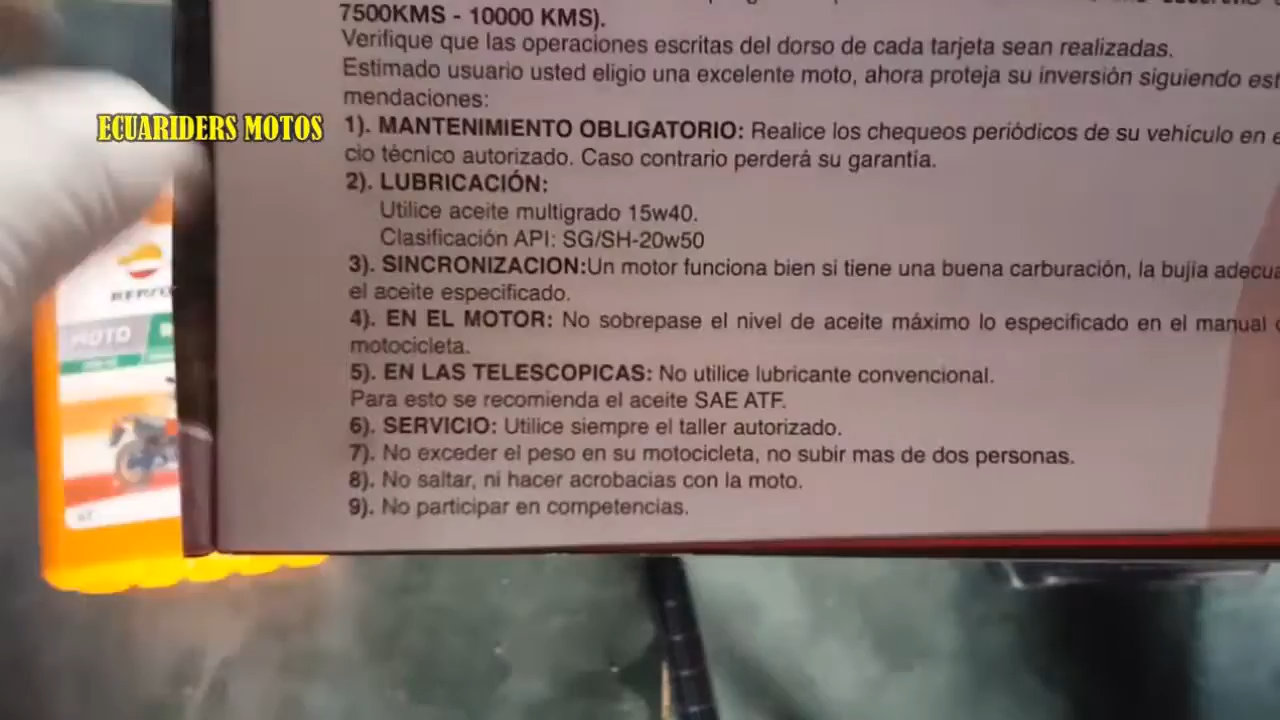 7500KMS - 10000 KMS).
Verifique que las operaciones escritas del dorso de cada tarjeta sean realizadas.
Estimado usuario usted eligio una excelente moto, ahora proteja su inversión siguiendo est
mendaciones:
ECUARIDERS MOTOS
1). MANTENIMIENTO OBLIGATORIO: Realice los chequeos periódicos de su vehículo en e
cio técnico autorizado. Caso contrario perderá su garantía.
2). LUBRICACIÓN:
Utilice aceite multigrado 15w40.
Clasificación API: SG/SH-20w50
3). SINCRONIZACION:Un motor funciona bien si tiene una buena carburación, la bujia adecua
el aceite especificado.
4). EN EL MOTOR: No sobrepase el nivel de aceite máximo lo especificado en el manual
motocicleta.
5). EN LAS TELESCOPICAS: No utilice lubricante convencional.
Para esto se recomienda el aceite SAE ATF.
6). SERVICIO: Utilice siempre el taller autorizado.
7). No exceder el peso en su motocicleta, no subir mas de dos personas.
8). No saltar, ni hacer acrobacias con la moto.
9). No participar en competencias.
MOTO